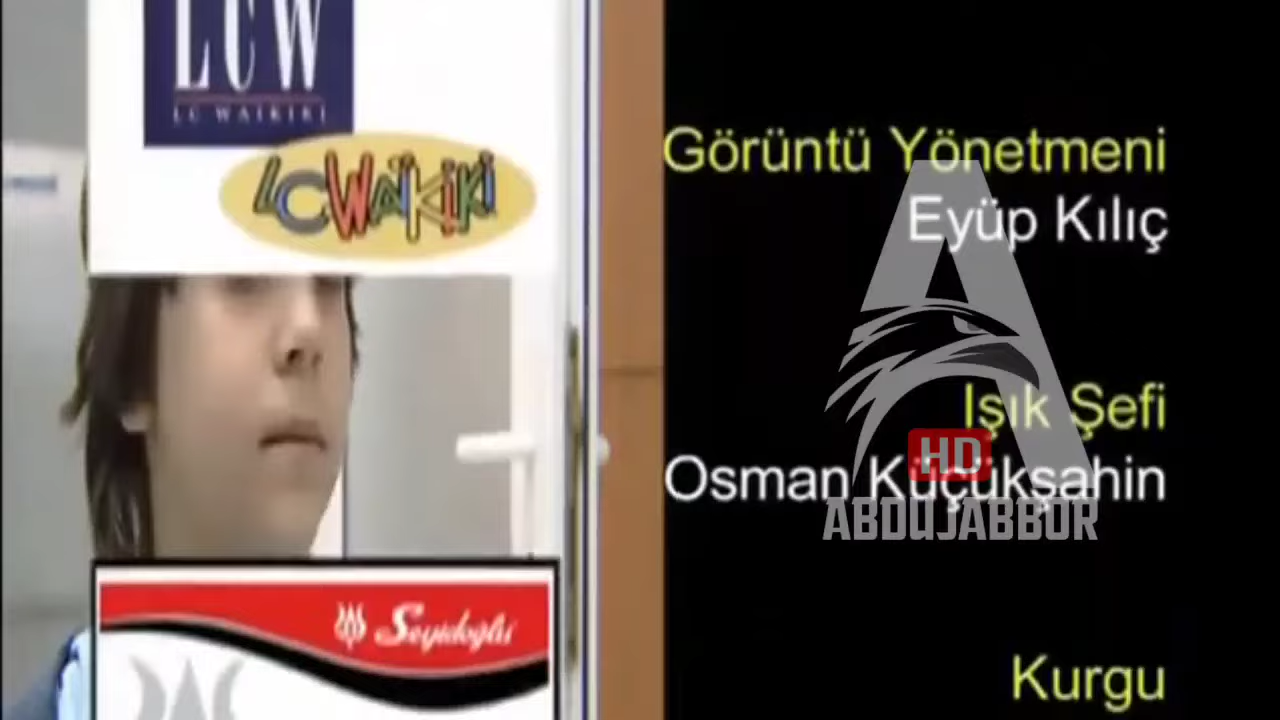 LCW
LC WAIKIKI
LCWAIKIKI
Seyidoğlu
Görüntü Yönetmeni
Eyüp Kılıç
Işık Şefi
Osman Küçükşahin
HD
ABDUJABBOR
Kurgu